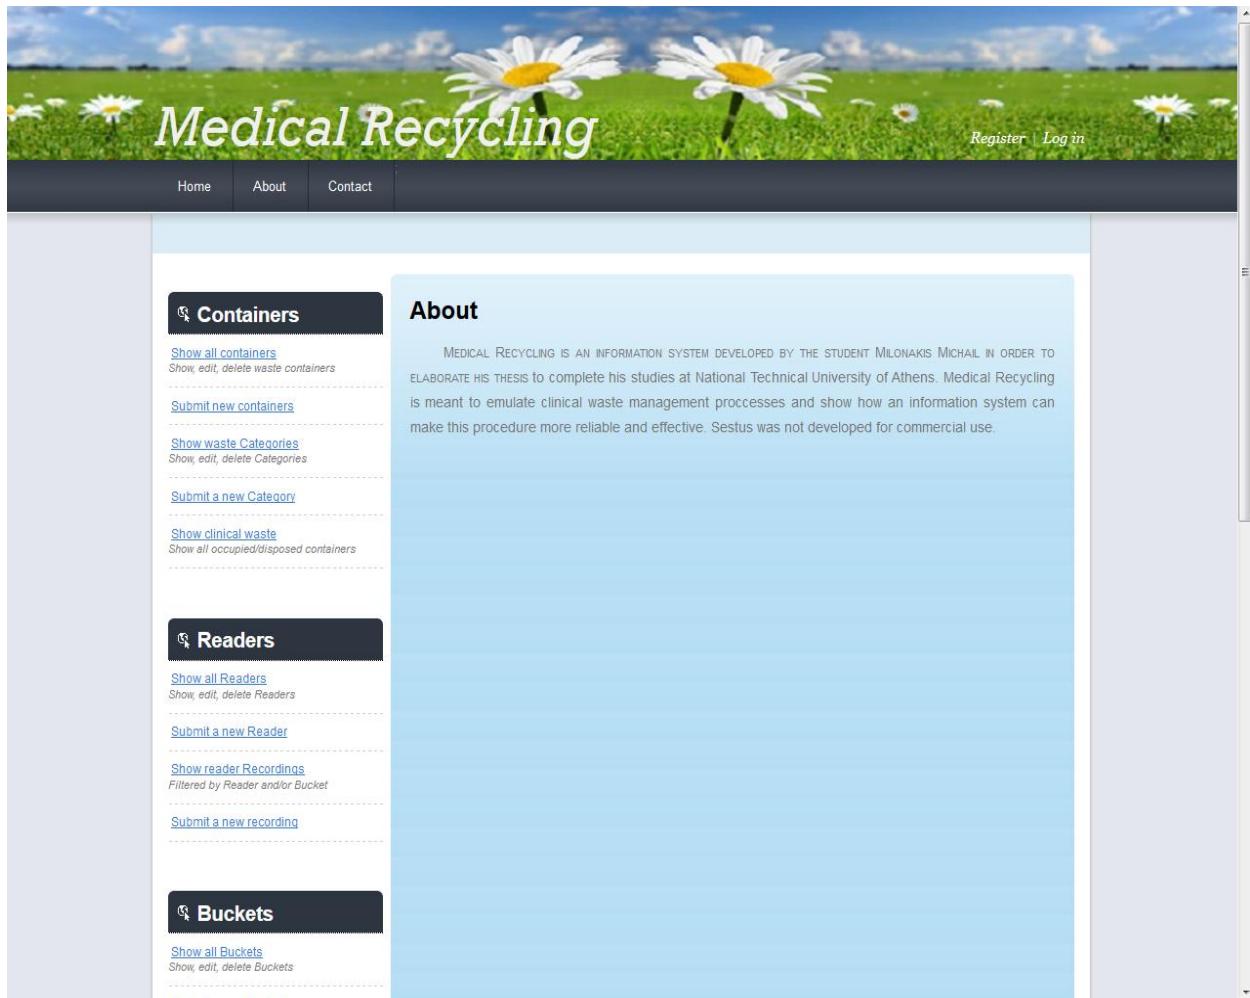 Medical Recycling
Register | Log in
Home About Contact
Containers
Show all containers
Show, edit, delete waste containers
Submit new containers
Show waste Categories
Show, edit, delete Categories
Submit a new Category
Show clinical waste
Show all occupied/disposed containers
Readers
Show all Readers
Show, edit, delete Readers
Submit a new Reader
Show reader Recordings
Filtered by Reader and/or Bucket
Submit a new recording
Buckets
Show all Buckets
Show, edit, delete Buckets
About
Medical Recycling is an information system developed by the student Milonakis Michail in order to
elaborate his thesis to complete his studies at National Technical University of Athens. Medical Recycling
is meant to emulate clinical waste management proccesses and show how an information system can
make this procedure more reliable and effective. Sestus was not developed for commercial use.